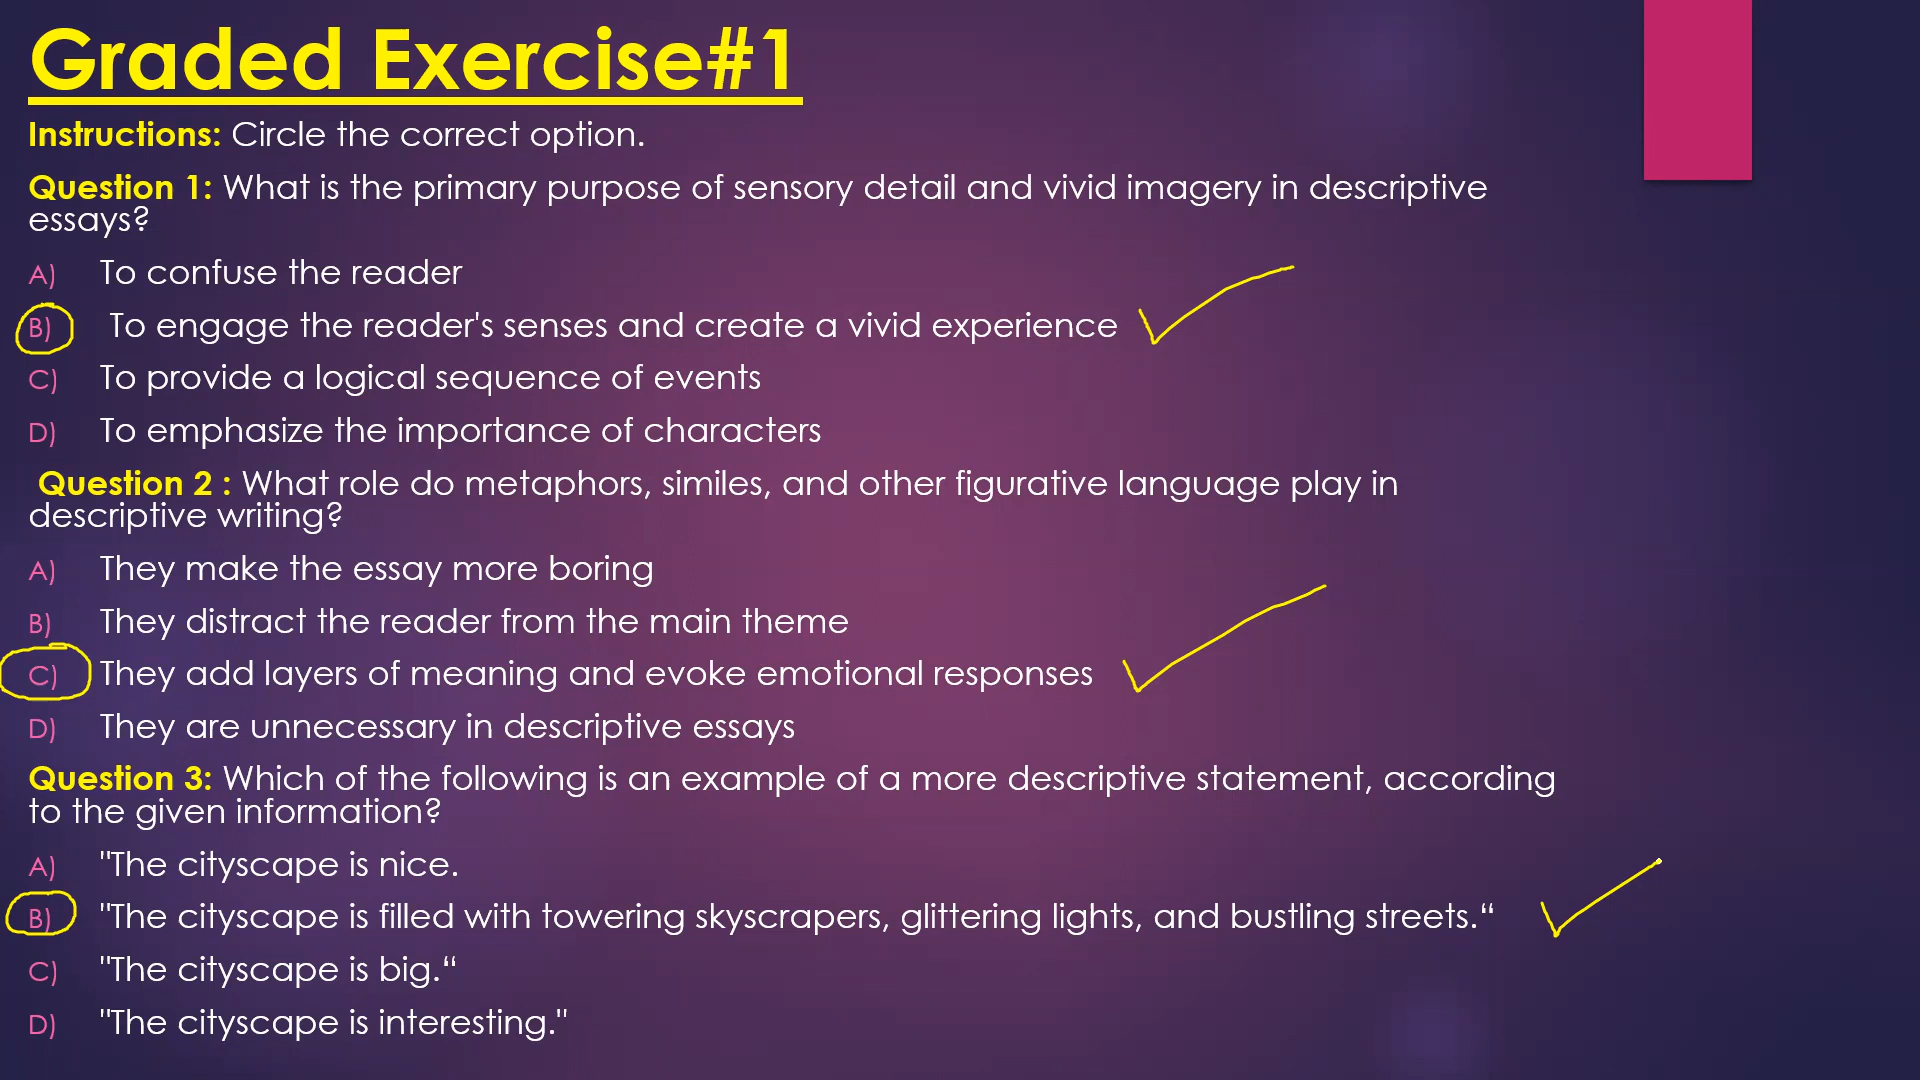 Graded Exercise#1
Instructions: Circle the correct option.
Question 1: What is the primary purpose of sensory detail and vivid imagery in descriptive
essays?
A) To confuse the reader
B) To engage the reader's senses and create a vivid experience
C) To provide a logical sequence of events
D) To emphasize the importance of characters
Question 2 : What role do metaphors, similes, and other figurative language play in
descriptive writing?
A) They make the essay more boring
B) They distract the reader from the main theme
C) They add layers of meaning and evoke emotional responses
D) They are unnecessary in descriptive essays
Question 3: Which of the following is an example of a more descriptive statement, according
to the given information?
A) "The cityscape is nice.
B) "The cityscape is filled with towering skyscrapers, glittering lights, and bustling streets.“
C) "The cityscape is big.“
D) "The cityscape is interesting."